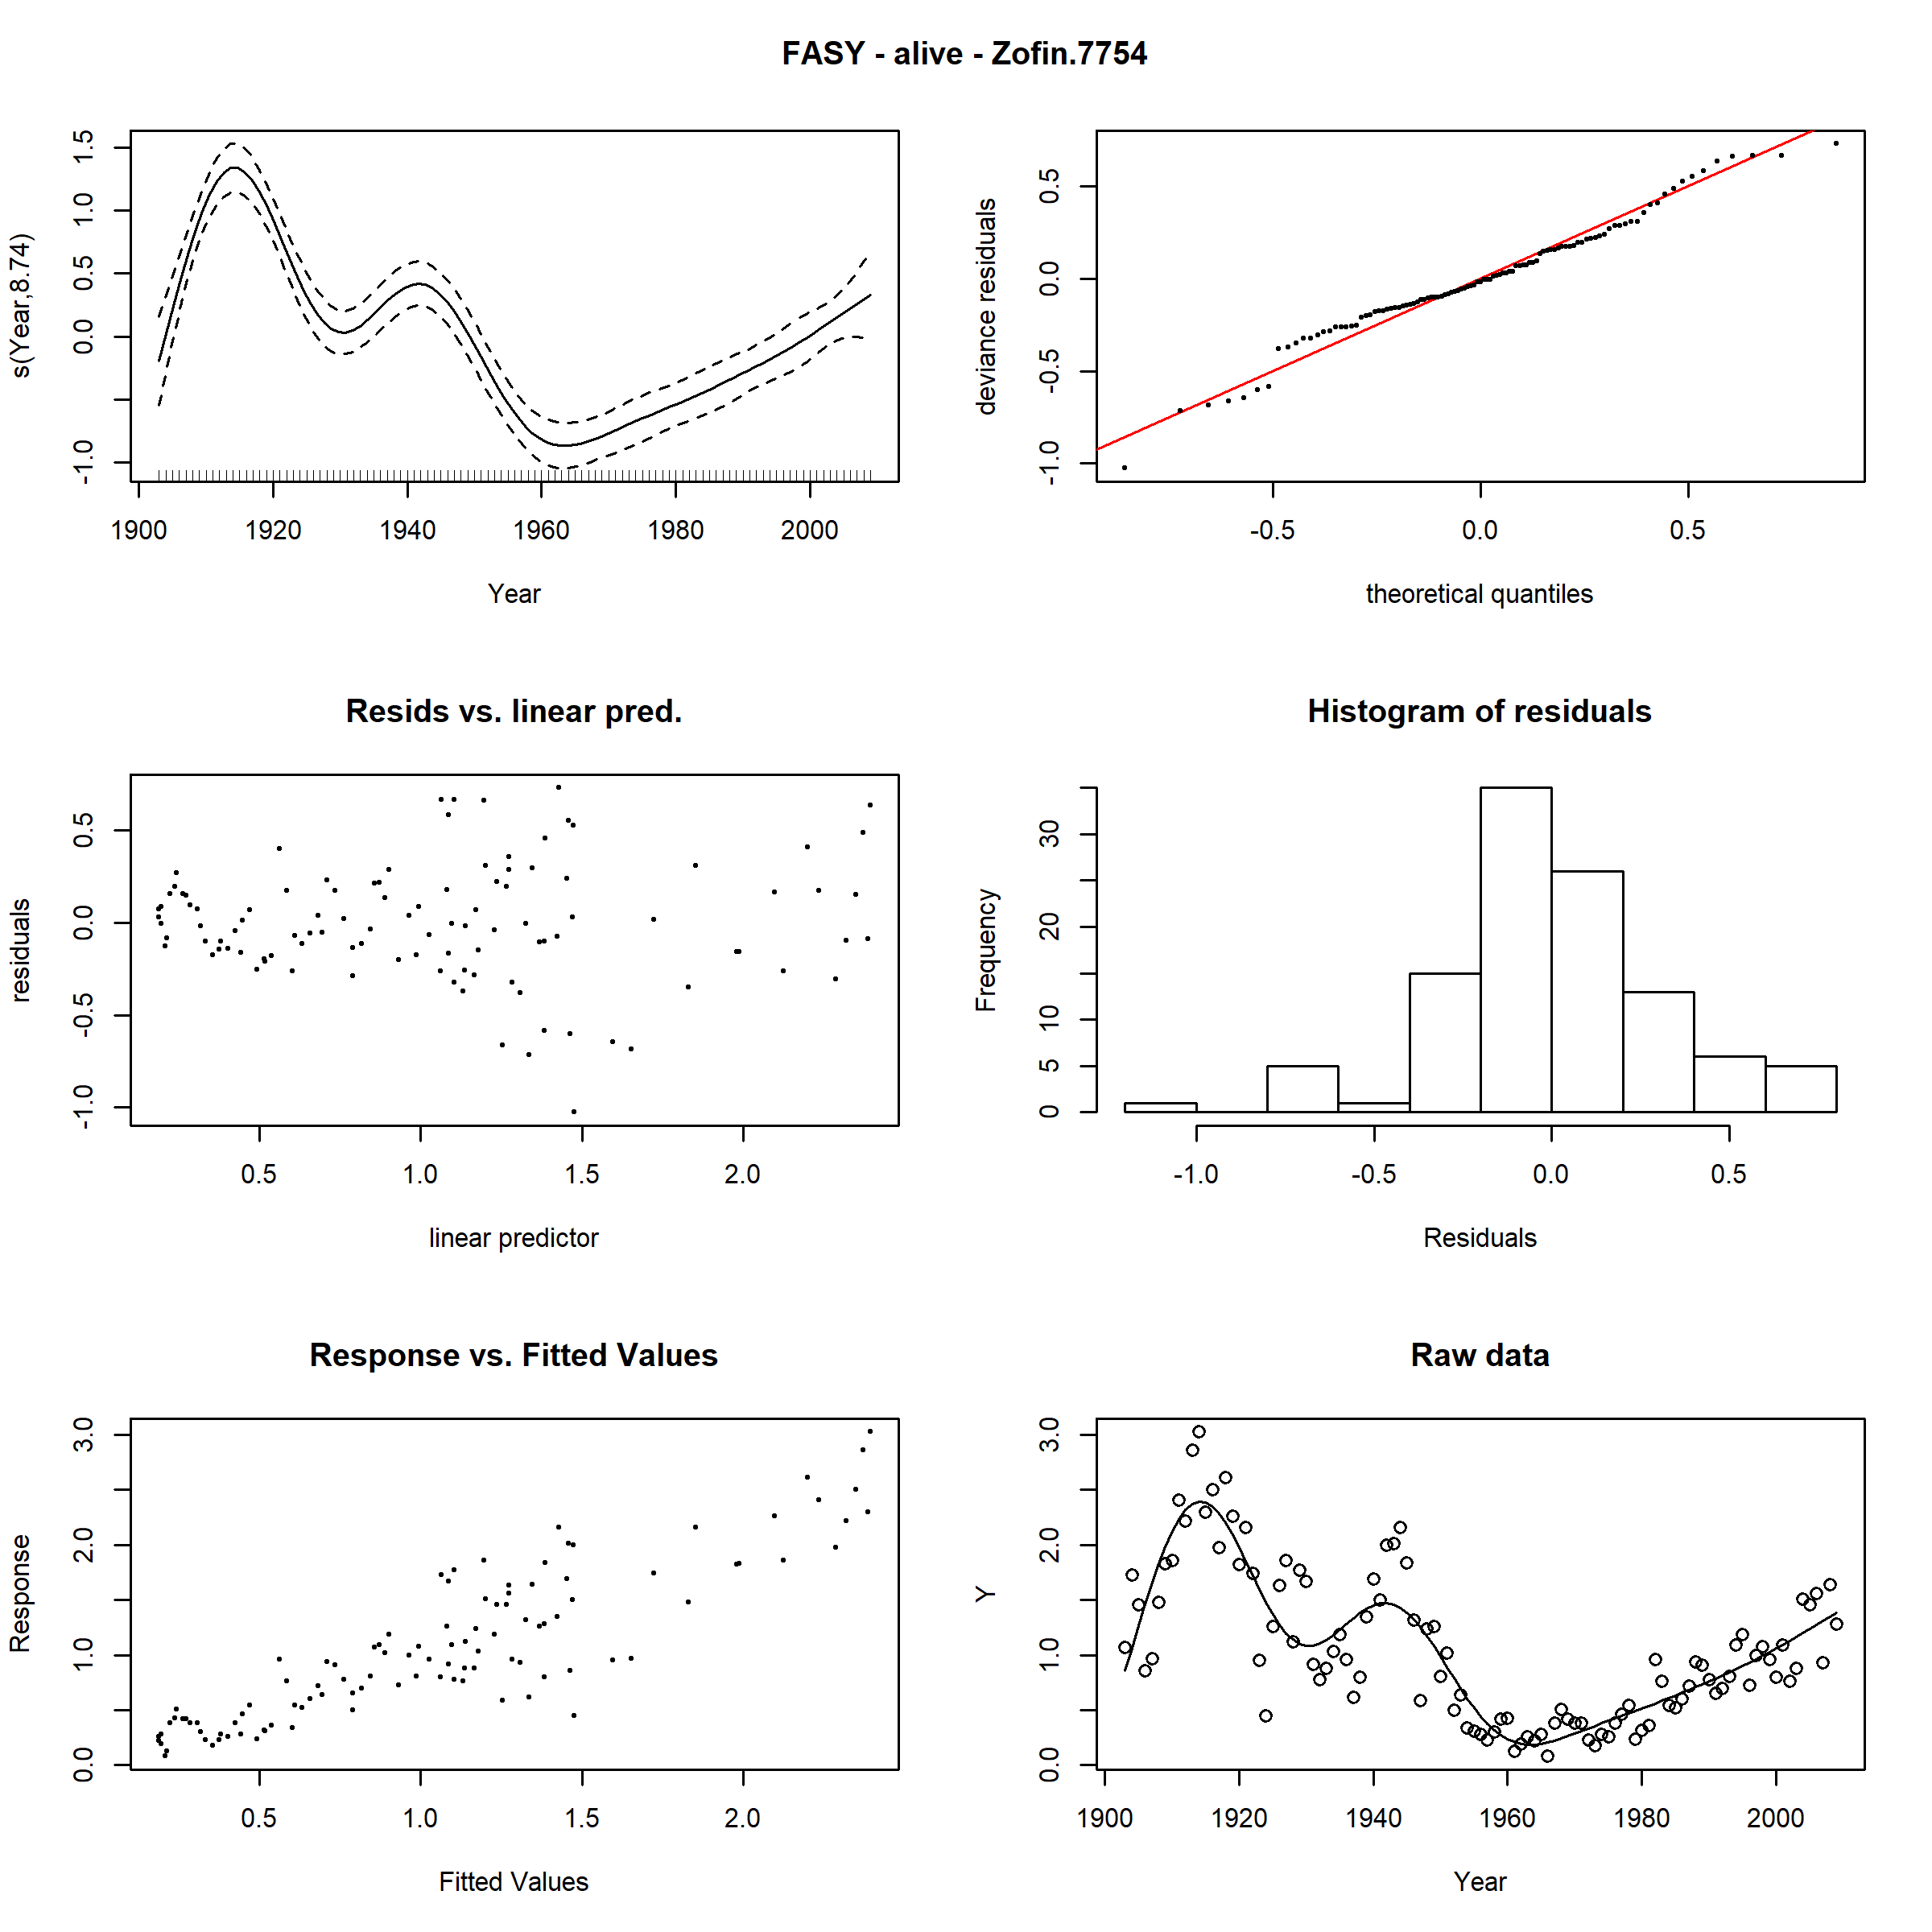 FASY - alive - Zofin.7754
s(Year,8.74)
1.5
1.0
0.5
0.0
-1.0
1900 1920 1940 1960 1980 2000
Year
deviance residuals
0.5
0.0
-0.5
-1.0
-0.5 0.0 0.5
theoretical quantiles
Resids vs. linear pred.
residuals
0.5
0.0
-0.5
-1.0
0.5 1.0 1.5 2.0
linear predictor
Histogram of residuals
Frequency
30
20
10
5
0
-1.0 -0.5 0.0 0.5
Residuals
Response vs. Fitted Values
Response
3.0
2.0
1.0
0.0
0.5 1.0 1.5 2.0
Fitted Values
Raw data
Y
3.0
2.0
1.0
0.0
1900 1920 1940 1960 1980 2000
Year